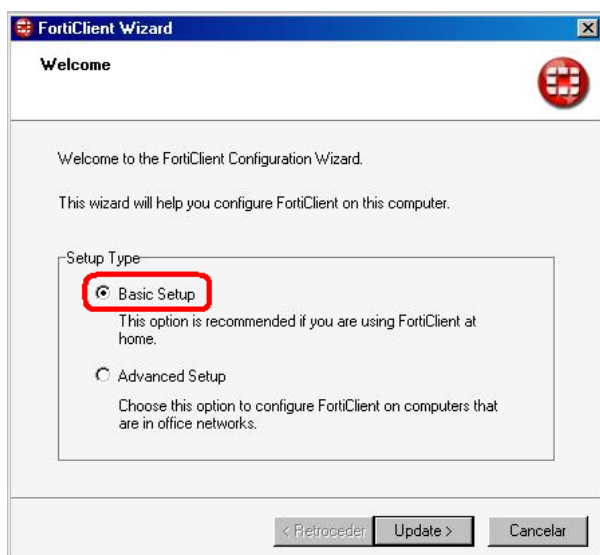 FortiClient Wizard
Welcome
Welcome to the FortiClient Configuration Wizard.
This wizard will help you configure FortiClient on this computer.
Setup Type
Basic Setup
This option is recommended if you are using FortiClient at
home.
Advanced Setup
Choose this option to configure FortiClient on computers that
are in office networks.
< Retroceder Update > Cancelar